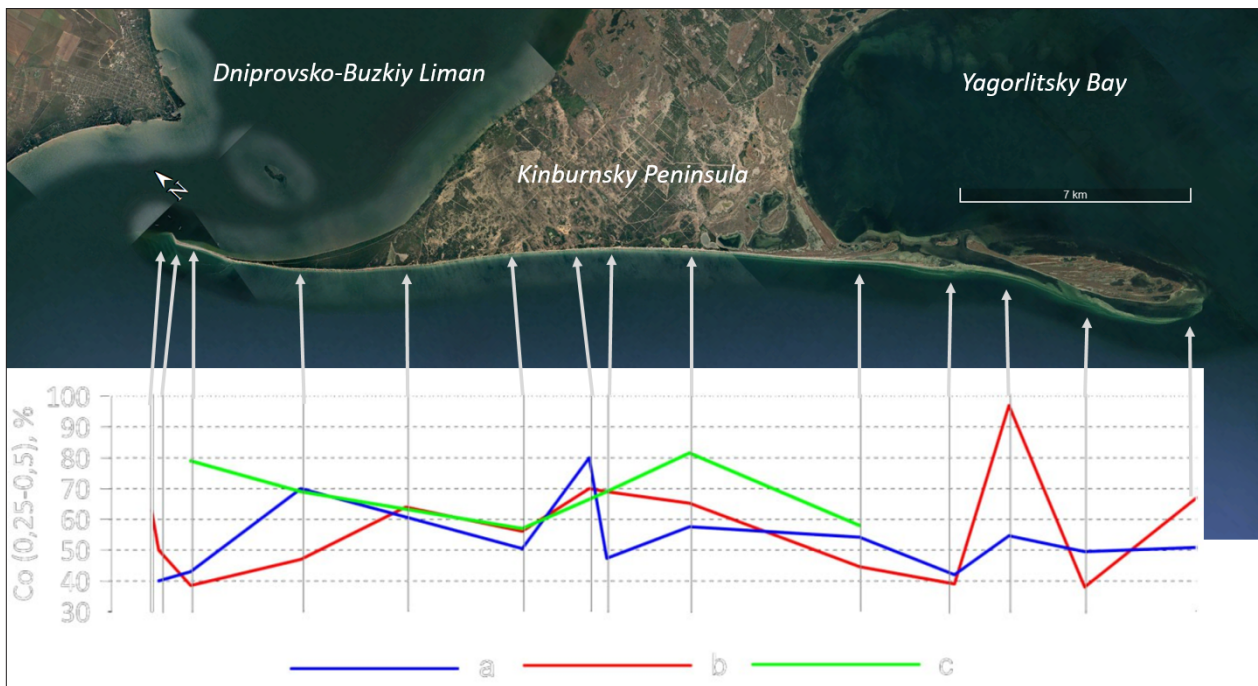 Dniprovsko-Buzkiy Liman
Yagorlitsky Bay
Kinburnsky Peninsula
N
7 km
Co (0,25-0,5), %
100
90
80
70
60
50
40
30
a
b
c